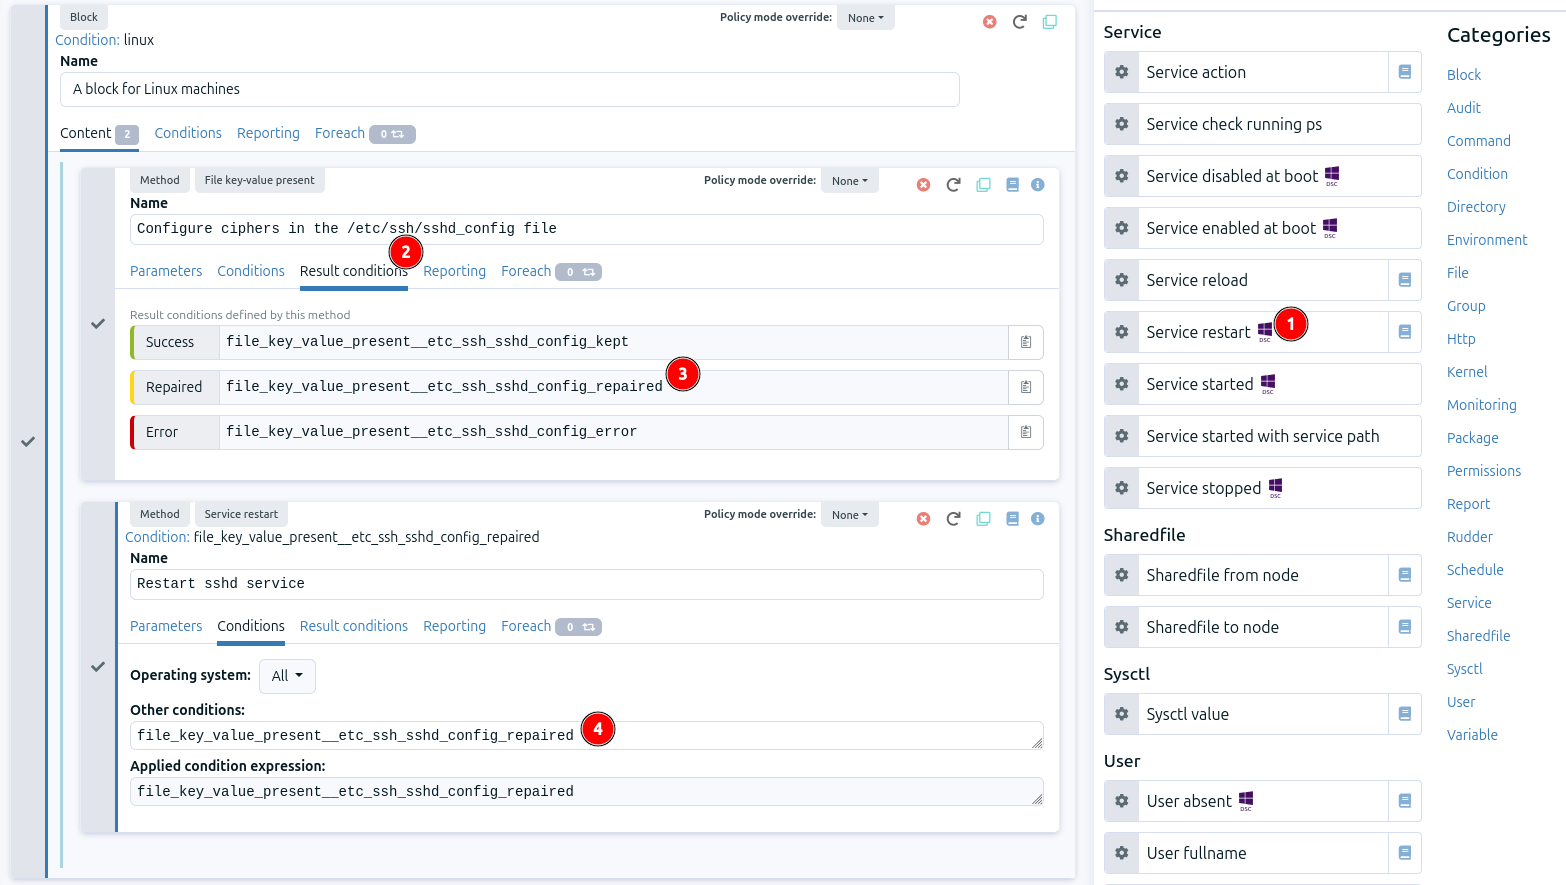 Block
Policy mode override: None
Condition: linux
Name
A block for Linux machines
Content 2 Conditions Reporting Foreach 0
Method File key-value present
Policy mode override: None
Name
Configure ciphers in the /etc/ssh/sshd_config file
2
Parameters Conditions Result conditions Reporting Foreach 0
Result conditions defined by this method
Success file_key_value_present__etc_ssh_sshd_config_kept
3
Repaired file_key_value_present__etc_ssh_sshd_config_repaired
Error file_key_value_present__etc_ssh_sshd_config_error
Method Service restart
Policy mode override: None
Condition: file_key_value_present__etc_ssh_sshd_config_repaired
Name
Restart sshd service
Parameters Conditions Result conditions Reporting Foreach 0
Operating system: All
Other conditions:
file_key_value_present__etc_ssh_sshd_config_repaired
4
Applied condition expression:
file_key_value_present__etc_ssh_sshd_config_repaired
Service
Service action
Service check running ps
Service disabled at boot DSC
Service enabled at boot DSC
Service reload
Service restart DSC
1
Service started DSC
Service started with service path
Service stopped DSC
Sharedfile
Sharedfile from node
Sharedfile to node
Sysctl
Sysctl value
User
User absent DSC
User fullname
Categories
Block
Audit
Command
Condition
Directory
Environment
File
Group
Http
Kernel
Monitoring
Package
Permissions
Report
Rudder
Schedule
Service
Sharedfile
Sysctl
User
Variable